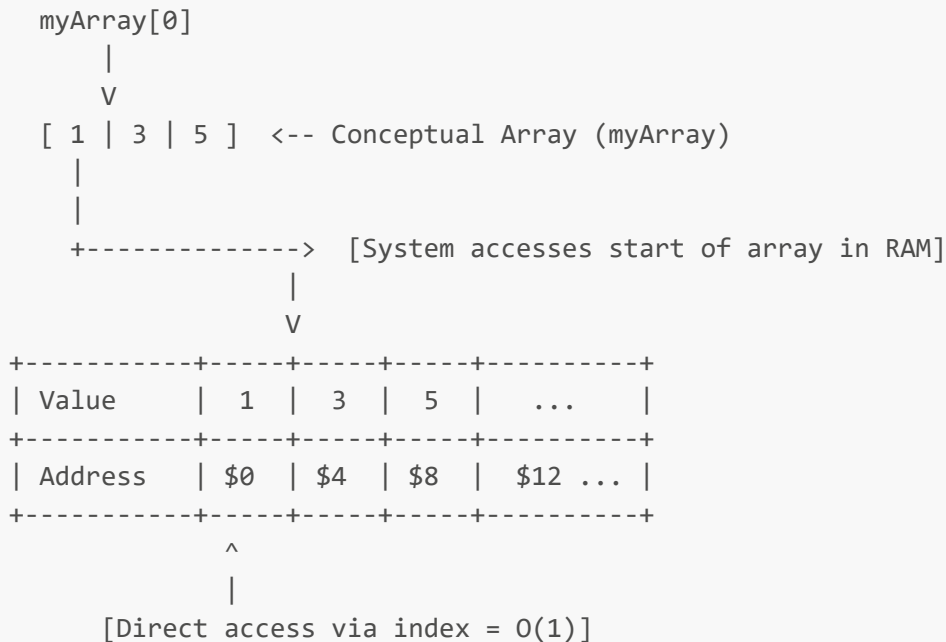 myArray[0]
|
V
[ 1 | 3 | 5 ] <-- Conceptual Array (myArray)
|
|
+--------------> [System accesses start of array in RAM]
|
V
+-----------+-----+-----+-----+----------+
| Value | 1 | 3 | 5 | ... |
+-----------+-----+-----+-----+----------+
| Address | $0 | $4 | $8 | $12 ... |
+-----------+-----+-----+-----+----------+
^
|
[Direct access via index = O(1)]